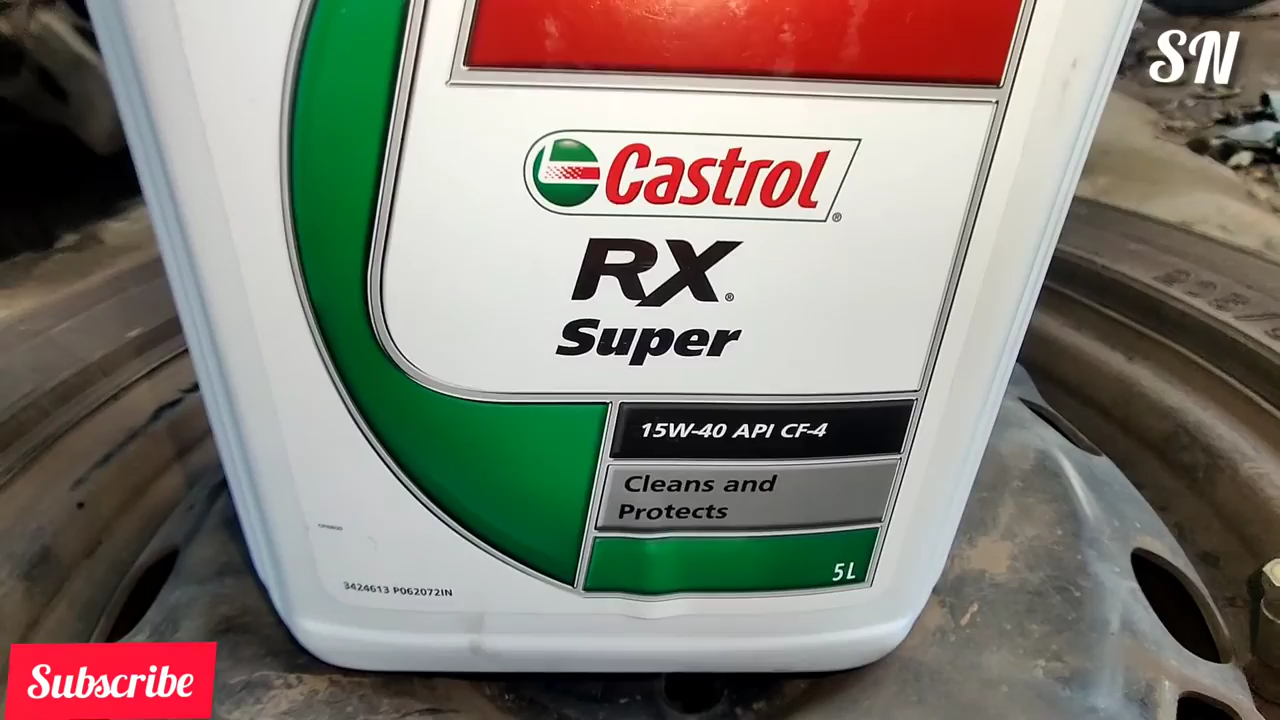 SN
Castrol
RX
Super
15W-40 API CF-4
Cleans and
Protects
5L
3424613 P062072IN
Subscribe